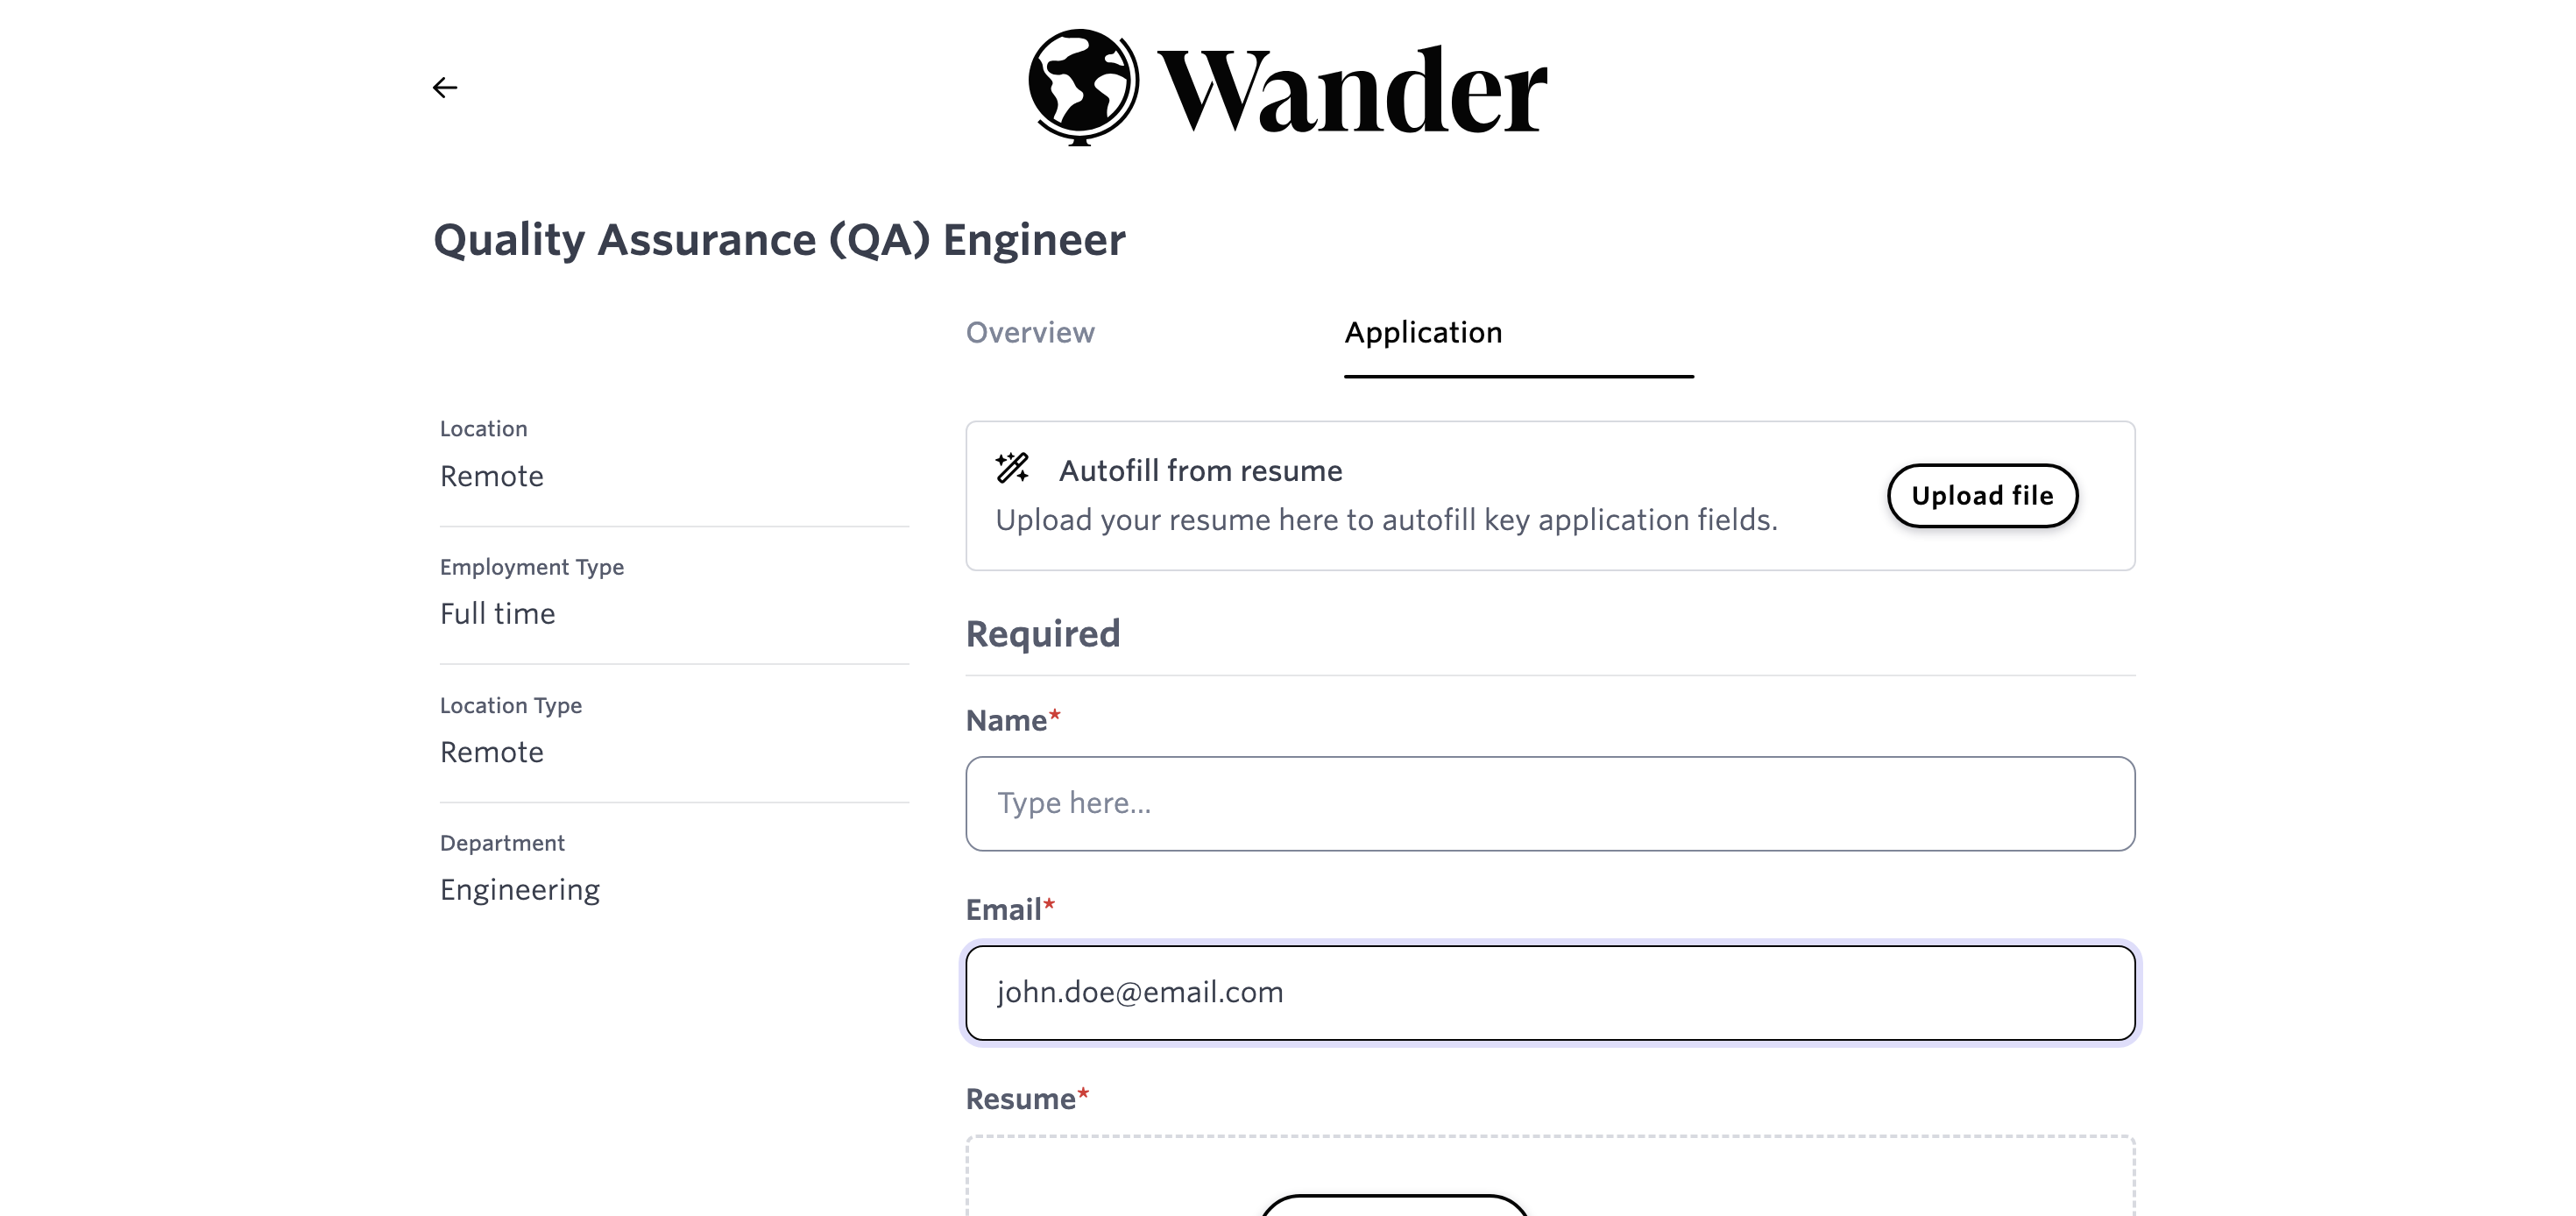 Wander
Quality Assurance (QA) Engineer
Overview
Application
Location
Remote
Employment Type
Full time
Location Type
Remote
Department
Engineering
Autofill from resume
Upload your resume here to autofill key application fields.
Upload file
Required
Name*
Type here...
Email*
john.doe@email.com
Resume*